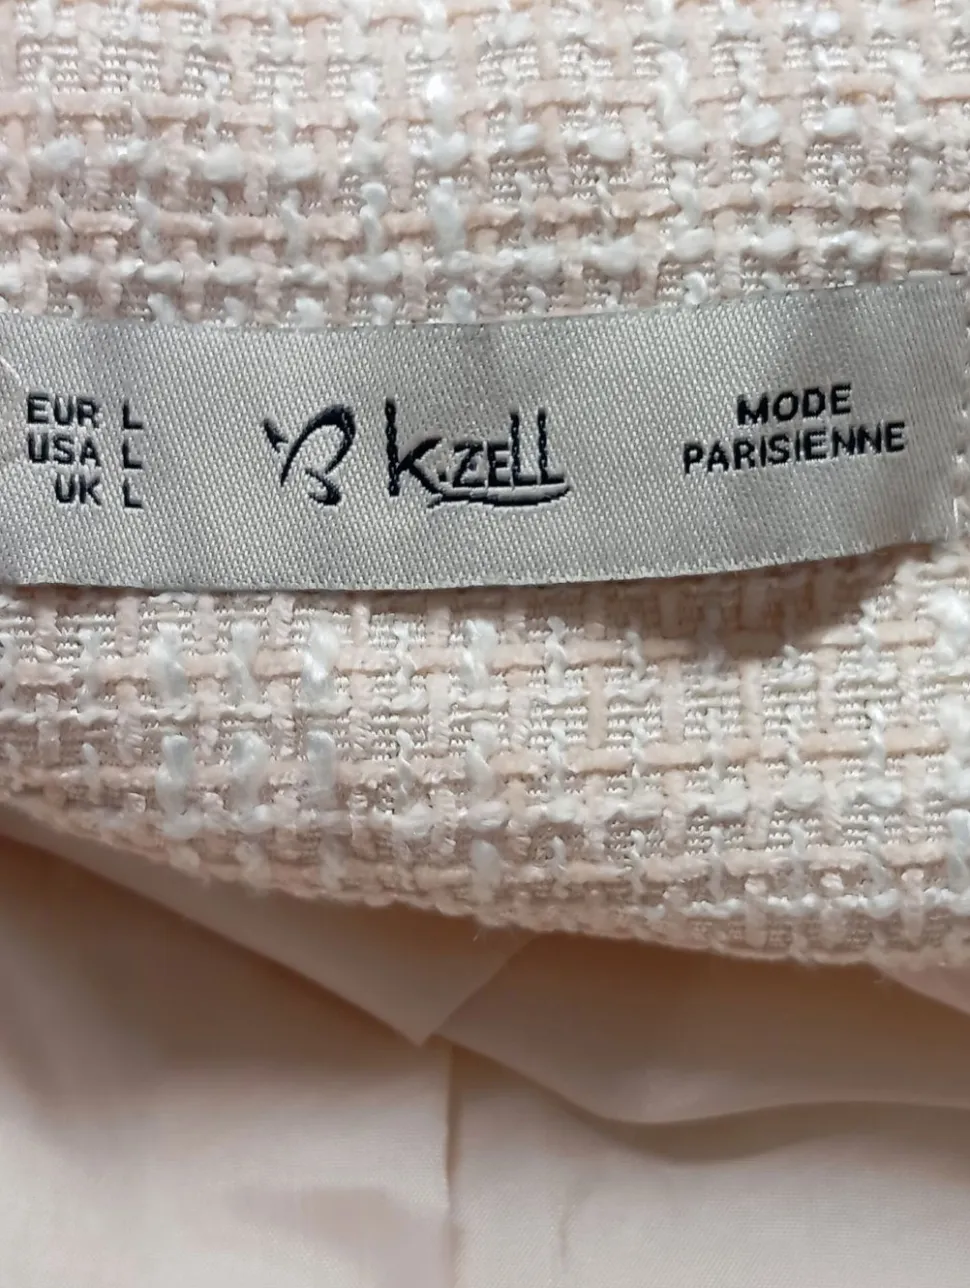 EUR L
USA L
UK L
k.zell
MODE
PARISIENNE